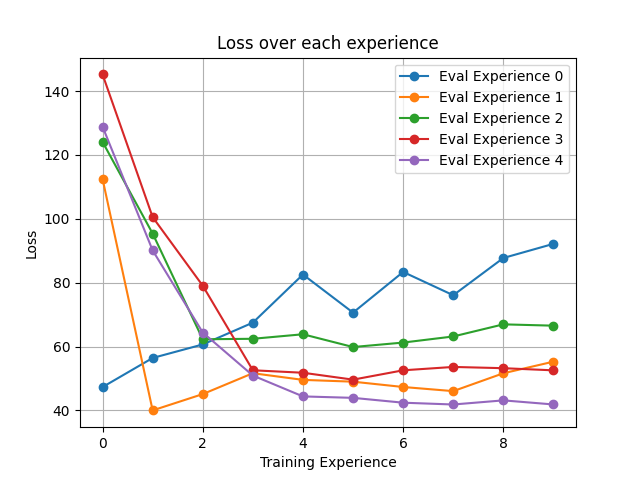 Loss over each experience
Eval Experience 0
Eval Experience 1
Eval Experience 2
Eval Experience 3
Eval Experience 4
140
120
100
80
60
40
Loss
0 2 4 6 8
Training Experience